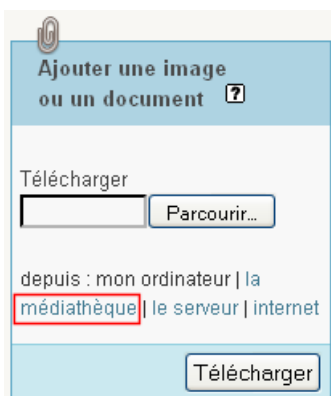 Ajouter une image
ou un document ?
Télécharger
Parcourir...
depuis : mon ordinateur | la
médiathèque | le serveur | internet
Télécharger